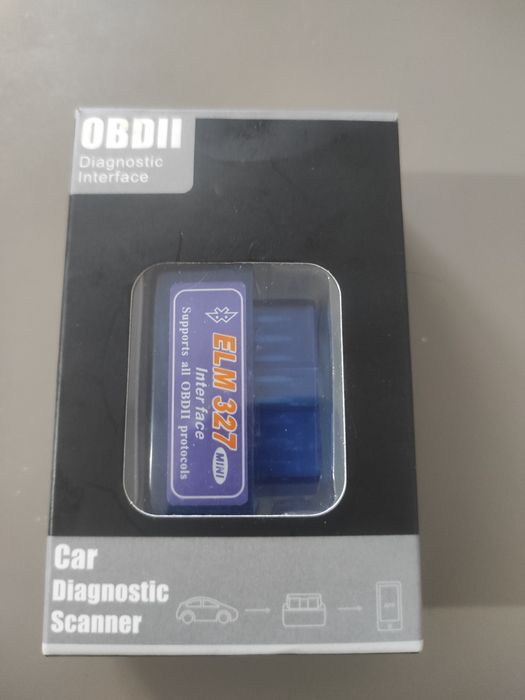 OBDII
Diagnostic
Interface
ELM 327
Interface
MINI
Supports all OBDII protocols
Car
Diagnostic
Scanner